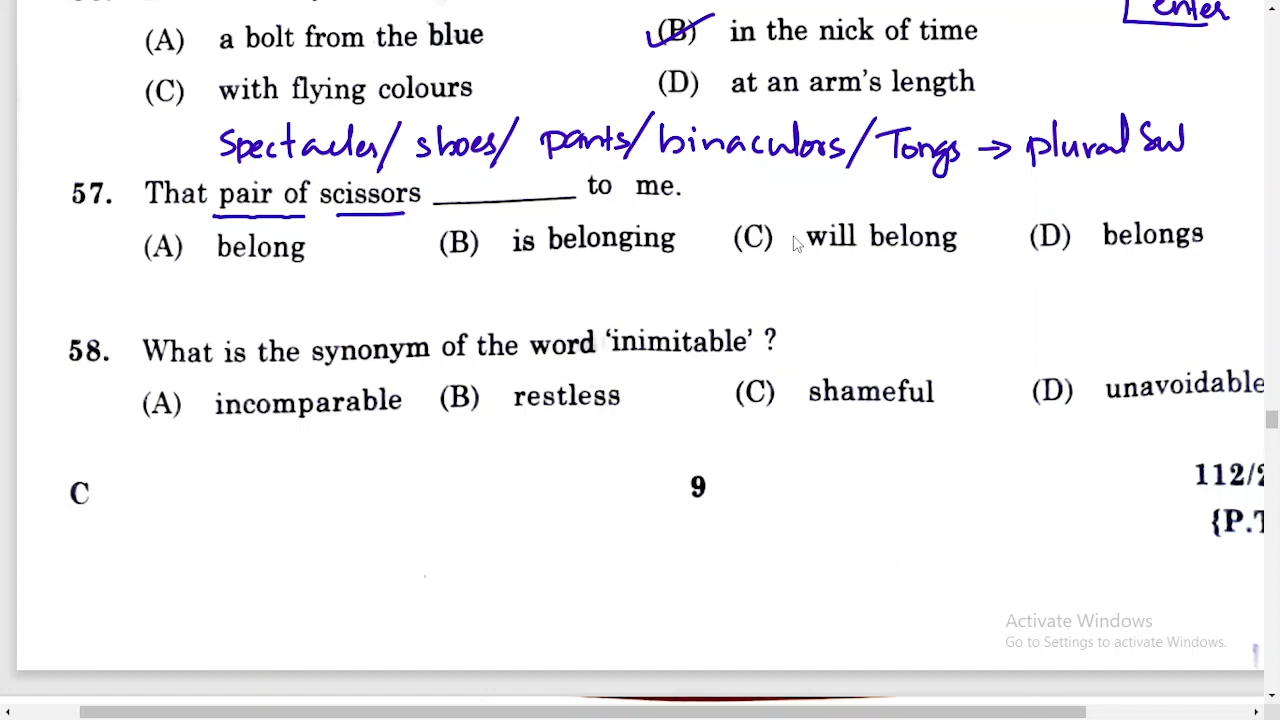 enter
(A) a bolt from the blue (B) in the nick of time
(C) with flying colours (D) at an arm's length
Spectacles/ shoes/ pants/ binaculors/ Tongs → plural Sub
57. That pair of scissors ________ to me.
(A) belong (B) is belonging (C) will belong (D) belongs
58. What is the synonym of the word ‘inimitable’ ?
(A) incomparable (B) restless (C) shameful (D) unavoidable
C 9 112/2
{P.T
Activate Windows
Go to Settings to activate Windows.